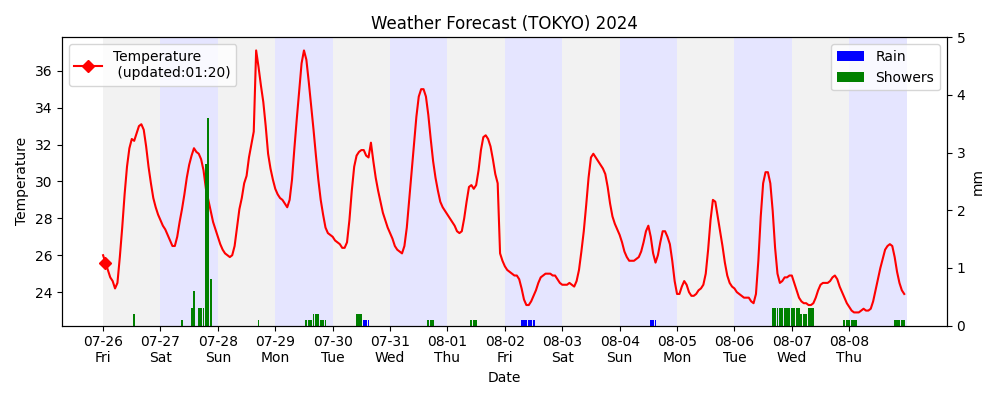 Weather Forecast (TOKYO) 2024
Temperature
(updated:01:20)
Rain
Showers
Temperature
36
34
32
30
28
26
24
5
4
3
2
1
0
mm
07-26 07-27 07-28 07-29 07-30 07-31 08-01 08-02 08-03 08-04 08-05 08-06 08-07 08-08
Fri Sat Sun Mon Tue Wed Thu Fri Sat Sun Mon Tue Wed Thu
Date